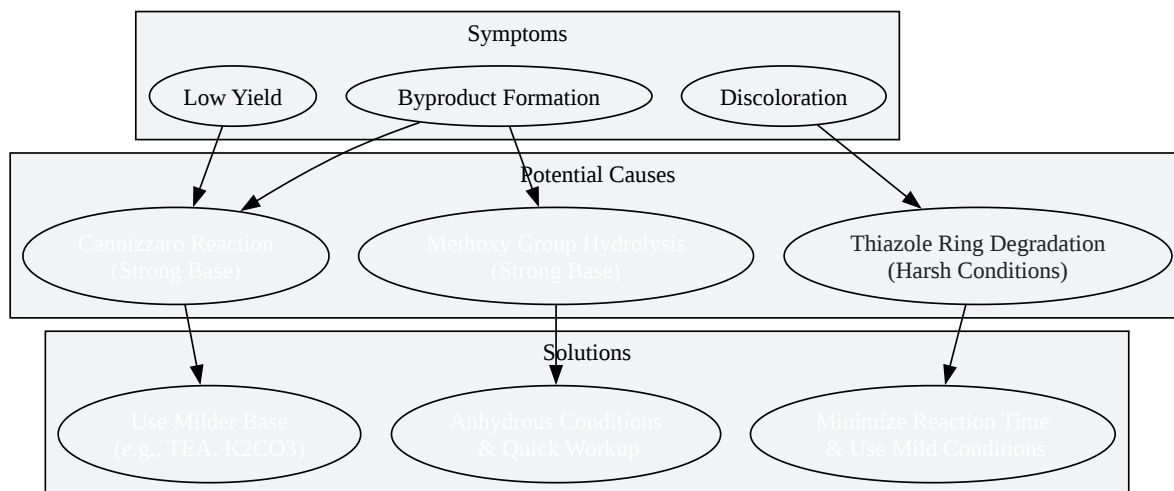 Symptoms
Low Yield
Byproduct Formation
Discoloration
Potential Causes
Cannizzaro Reaction
(Strong Base)
Methoxy Group Hydrolysis
(Strong Base)
Thiazole Ring Degradation
(Harsh Conditions)
Solutions
Use Milder Base
(e.g., TEA, K2CO3)
Anhydrous Conditions
& Quick Workup
Minimize Reaction Time
& Use Mild Conditions